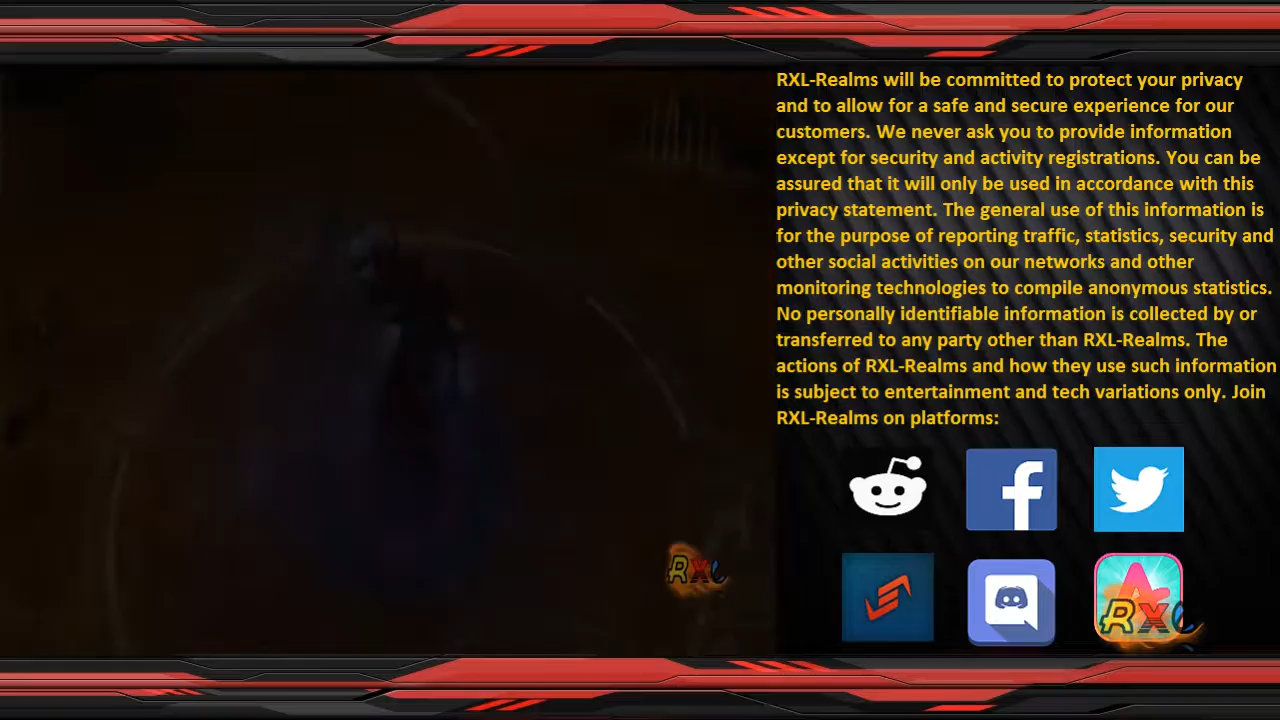 RXL-Realms will be committed to protect your privacy
and to allow for a safe and secure experience for our
customers. We never ask you to provide information
except for security and activity registrations. You can be
assured that it will only be used in accordance with this
privacy statement. The general use of this information is
for the purpose of reporting traffic, statistics, security and
other social activities on our networks and other
monitoring technologies to compile anonymous statistics.
No personally identifiable information is collected by or
transferred to any party other than RXL-Realms. The
actions of RXL-Realms and how they use such information
is subject to entertainment and tech variations only. Join
RXL-Realms on platforms:
RXL
RXL